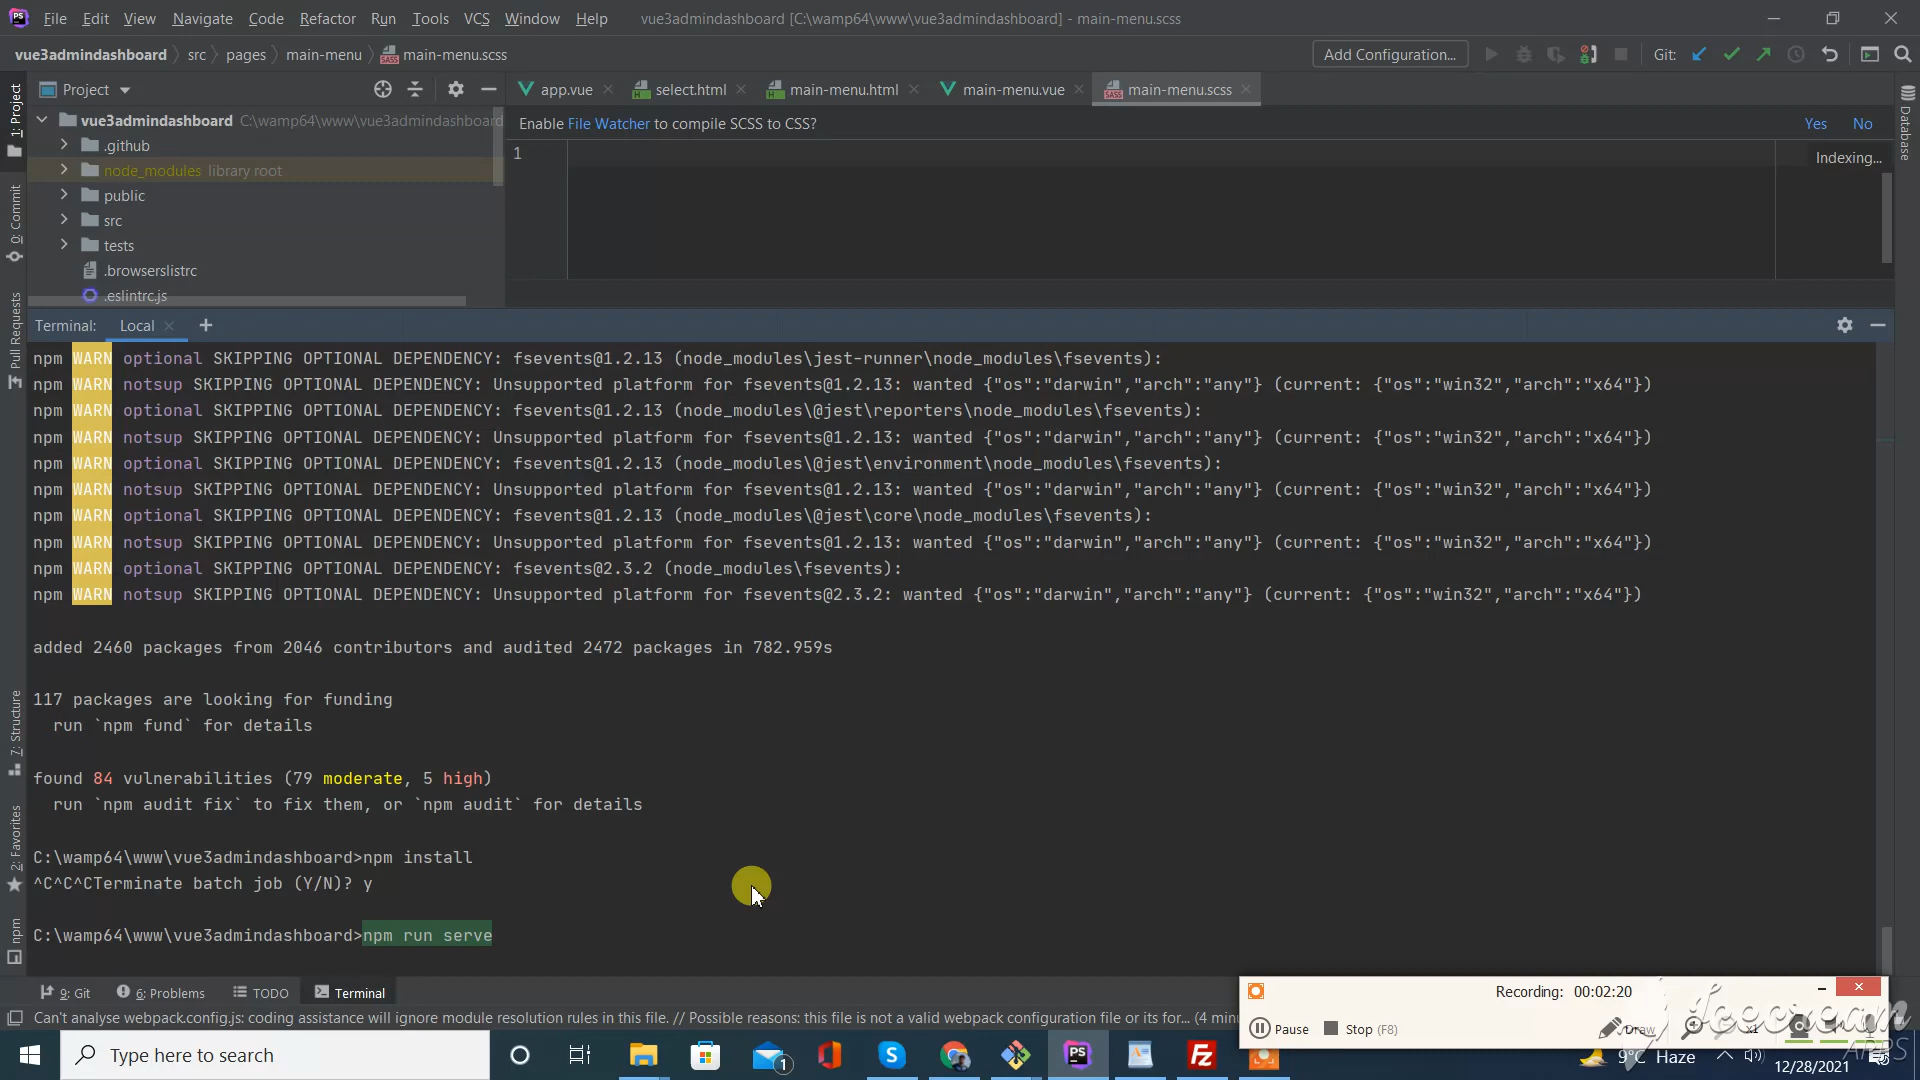 File Edit View Navigate Code Refactor Run Tools VCS Window Help vue3admindashboard [C:\wamp64\www\vue3admindashboard] - main-menu.scss
vue3admindashboard src pages main-menu main-menu.scss Add Configuration... Git:
1: Project
Project
app.vue select.html main-menu.html main-menu.vue main-menu.scss
Database
vue3admindashboard C:\wamp64\www\vue3admindashboard
Enable File Watcher to compile SCSS to CSS? Yes No
.github
1
Indexing...
node_modules library root
public
src
tests
.browserslistrc
.eslintrc.js
0: Commit
Pull Requests
Terminal: Local
npm WARN optional SKIPPING OPTIONAL DEPENDENCY: fsevents@1.2.13 (node_modules\jest-runner\node_modules\fsevents):
npm WARN notsup SKIPPING OPTIONAL DEPENDENCY: Unsupported platform for fsevents@1.2.13: wanted {"os":"darwin","arch":"any"} (current: {"os":"win32","arch":"x64"})
npm WARN optional SKIPPING OPTIONAL DEPENDENCY: fsevents@1.2.13 (node_modules\@jest\reporters\node_modules\fsevents):
npm WARN notsup SKIPPING OPTIONAL DEPENDENCY: Unsupported platform for fsevents@1.2.13: wanted {"os":"darwin","arch":"any"} (current: {"os":"win32","arch":"x64"})
npm WARN optional SKIPPING OPTIONAL DEPENDENCY: fsevents@1.2.13 (node_modules\@jest\environment\node_modules\fsevents):
npm WARN notsup SKIPPING OPTIONAL DEPENDENCY: Unsupported platform for fsevents@1.2.13: wanted {"os":"darwin","arch":"any"} (current: {"os":"win32","arch":"x64"})
npm WARN optional SKIPPING OPTIONAL DEPENDENCY: fsevents@1.2.13 (node_modules\@jest\core\node_modules\fsevents):
npm WARN notsup SKIPPING OPTIONAL DEPENDENCY: Unsupported platform for fsevents@1.2.13: wanted {"os":"darwin","arch":"any"} (current: {"os":"win32","arch":"x64"})
npm WARN optional SKIPPING OPTIONAL DEPENDENCY: fsevents@2.3.2 (node_modules\fsevents):
npm WARN notsup SKIPPING OPTIONAL DEPENDENCY: Unsupported platform for fsevents@2.3.2: wanted {"os":"darwin","arch":"any"} (current: {"os":"win32","arch":"x64"})
added 2460 packages from 2046 contributors and audited 2472 packages in 782.959s
117 packages are looking for funding
run `npm fund` for details
found 84 vulnerabilities (79 moderate, 5 high)
run `npm audit fix` to fix them, or `npm audit` for details
C:\wamp64\www\vue3admindashboard>npm install
^C^C^CTerminate batch job (Y/N)? y
C:\wamp64\www\vue3admindashboard>npm run serve
7: Structure
2: Favorites
npm
9: Git 6: Problems TODO Terminal
Can't analyse webpack.config.js: coding assistance will ignore module resolution rules in this file. // Possible reasons: this file is not a valid webpack configuration file or its for... (4 minu
Recording: 00:02:20
Pause Stop (F8) Draw x1
Icecream
APPS
Type here to search
1
PS
9°C Haze
12/28/2021